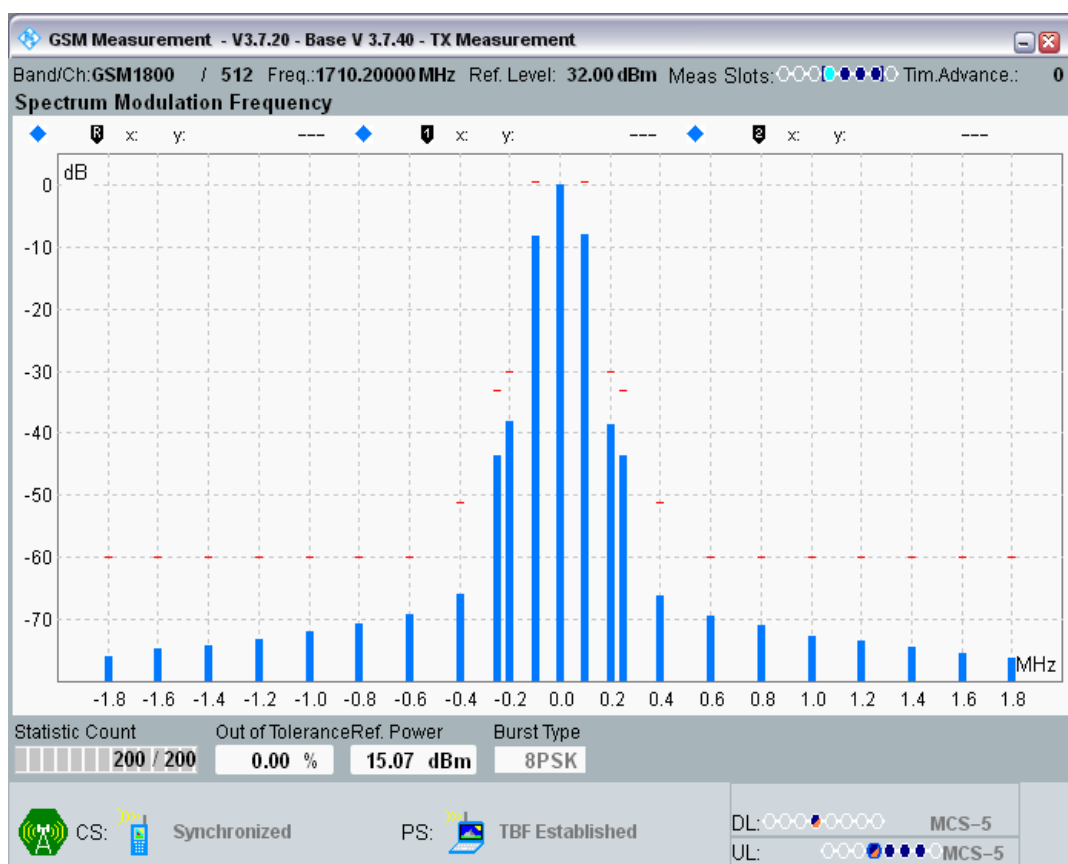 GSM Measurement - V3.7.20 - Base V 3.7.40 - TX Measurement
Band/Ch:GSM1800 / 512 Freq.:1710.20000 MHz Ref. Level: 32.00 dBm Meas Slots: Tim.Advance.: 0
Spectrum Modulation Frequency
R x: y: --- 1 x: y: --- 2 x: y: ---
dB
0
-10
-20
-30
-40
-50
-60
-70
MHz
-1.8 -1.6 -1.4 -1.2 -1.0 -0.8 -0.6 -0.4 -0.2 0.0 0.2 0.4 0.6 0.8 1.0 1.2 1.4 1.6 1.8
Statistic Count Out of Tolerance Ref. Power Burst Type
200 / 200 0.00 % 15.07 dBm 8PSK
CS: Synchronized PS: TBF Established
DL: MCS-5
UL: MCS-5